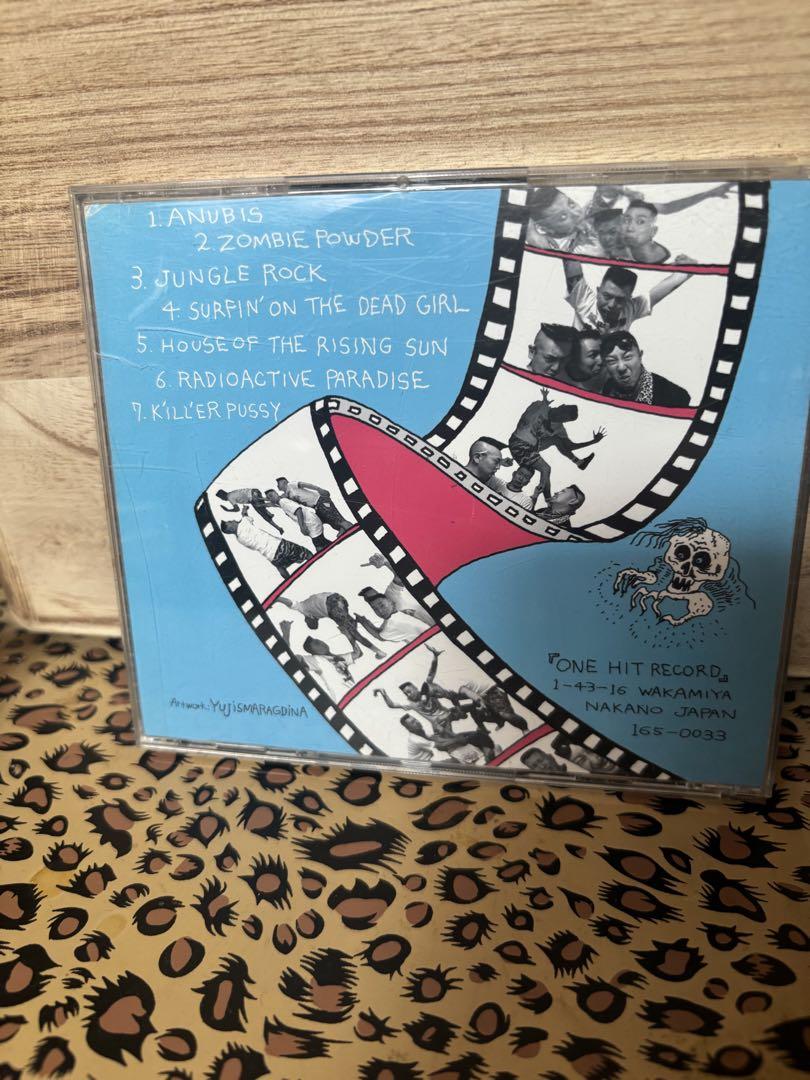 1. ANUBIS
2. ZOMBIE POWDER
3. JUNGLE ROCK
4. SURFIN' ON THE DEAD GIRL
5. HOUSE OF THE RISING SUN
6. RADIOACTIVE PARADISE
7. K'ILL'ER PUSSY
『ONE HIT RECORD』
1-43-16 WAKAMIYA
NAKANO JAPAN
165-0033
Artwork: YUJISMARAGDINA